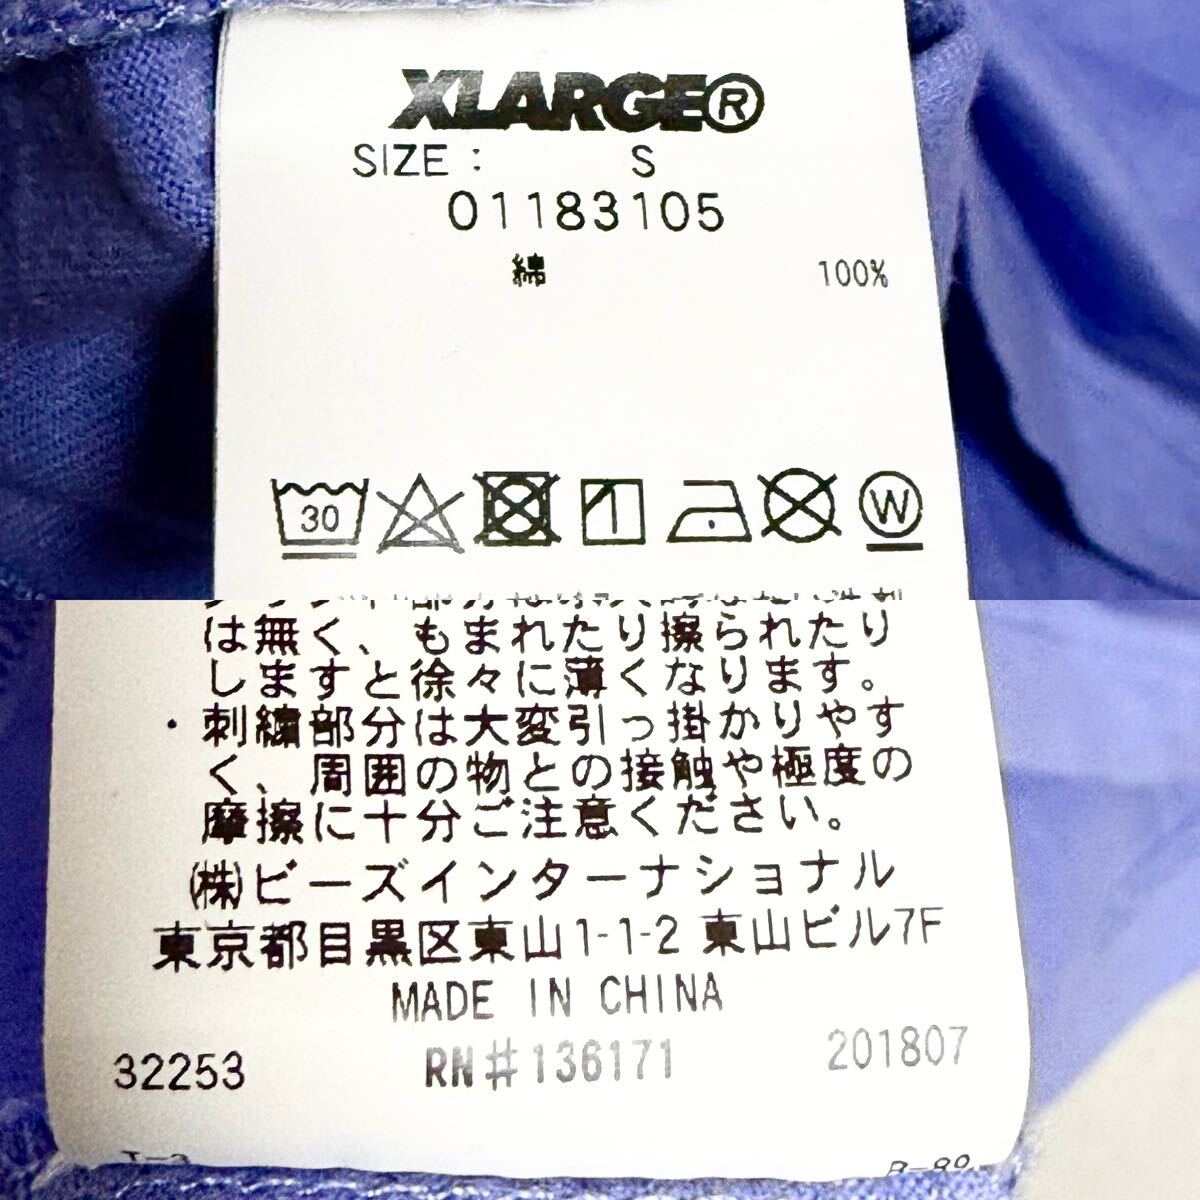 XLARGE®
SIZE : S
01183105
綿 100%
30
W
は無く、もまれたり擦られたり
しますと徐々に薄くなります。
・刺繍部分は大変引っ掛かりやす
く、周囲の物との接触や極度の
摩擦に十分ご注意ください。
(株)ビーズインターナショナル
東京都目黒区東山1-1-2 東山ビル7F
MADE IN CHINA
32253 RN#136171 201807